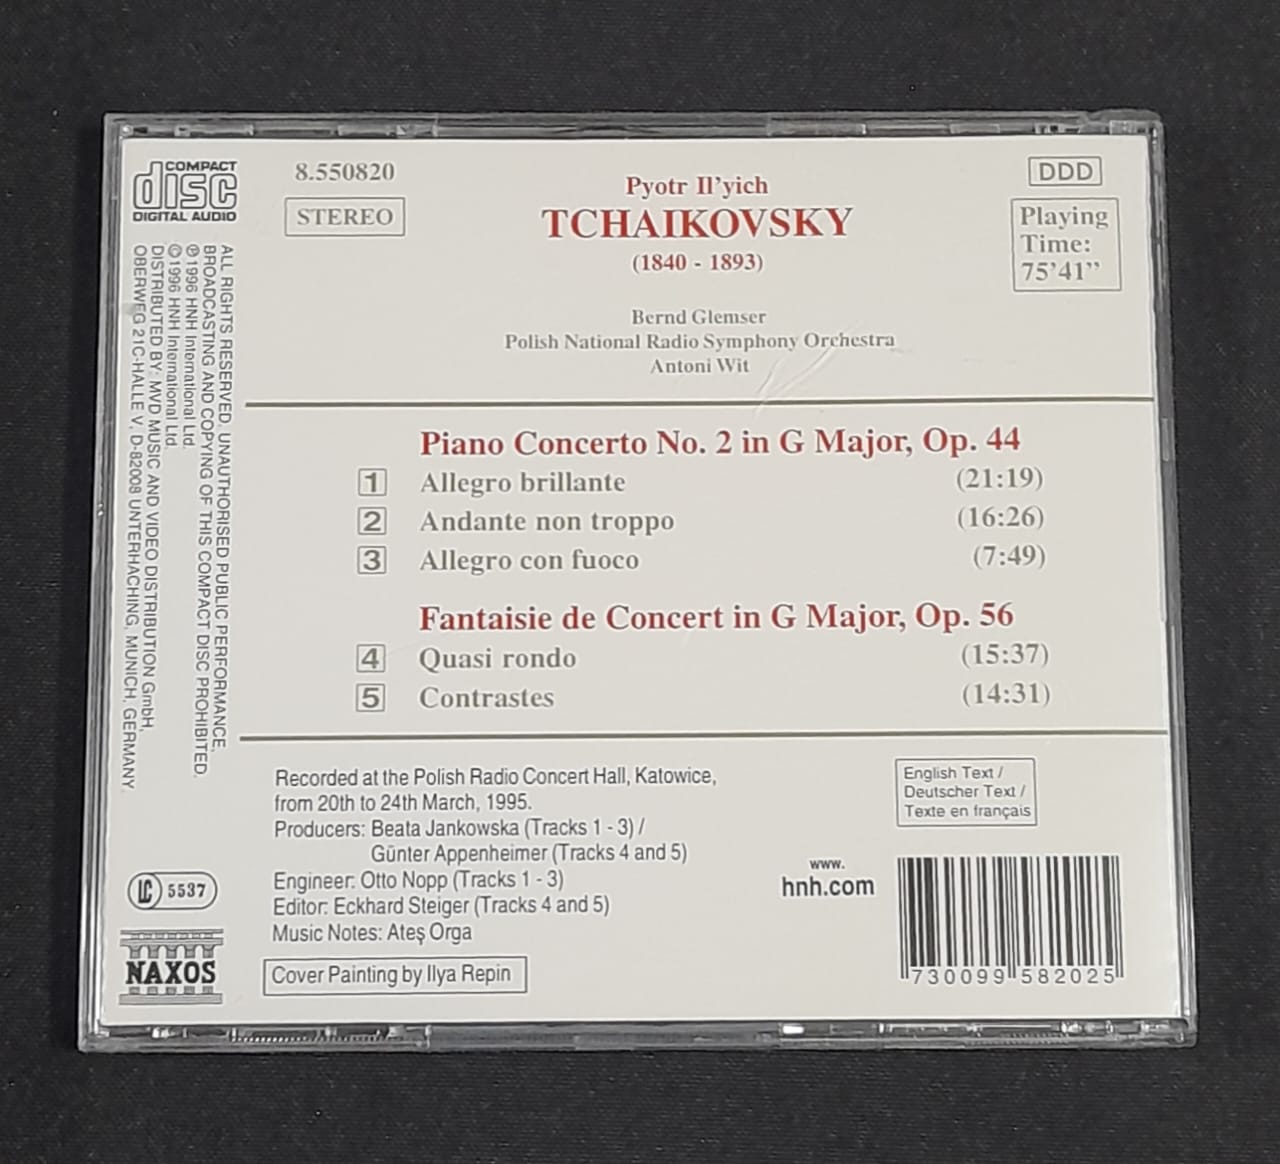 COMPACT
disc
DIGITAL AUDIO
8.550820
STEREO
Pyotr Il'yich
TCHAIKOVSKY
(1840 - 1893)
DDD
Playing
Time:
75'41”
Bernd Glemser
Polish National Radio Symphony Orchestra
Antoni Wit
ALL RIGHTS RESERVED. UNAUTHORISED PUBLIC PERFORMANCE,
BROADCASTING AND COPYING OF THIS COMPACT DISC PROHIBITED.
℗ 1996 HNH International Ltd.
© 1996 HNH International Ltd.
DISTRIBUTED BY: MVD MUSIC AND VIDEO DISTRIBUTION GmbH,
OBERWEG 21C-HALLE V, D-82008 UNTERHACHING, MUNICH, GERMANY
Piano Concerto No. 2 in G Major, Op. 44
1 Allegro brillante (21:19)
2 Andante non troppo (16:26)
3 Allegro con fuoco (7:49)
Fantaisie de Concert in G Major, Op. 56
4 Quasi rondo (15:37)
5 Contrastes (14:31)
Recorded at the Polish Radio Concert Hall, Katowice,
from 20th to 24th March, 1995.
Producers: Beata Jankowska (Tracks 1 - 3) /
Günter Appenheimer (Tracks 4 and 5)
Engineer: Otto Nopp (Tracks 1 - 3)
Editor: Eckhard Steiger (Tracks 4 and 5)
Music Notes: Ateş Orga
Cover Painting by Ilya Repin
English Text /
Deutscher Text /
Texte en français
www.
hnh.com
LC 5537
NAXOS
730099 582025